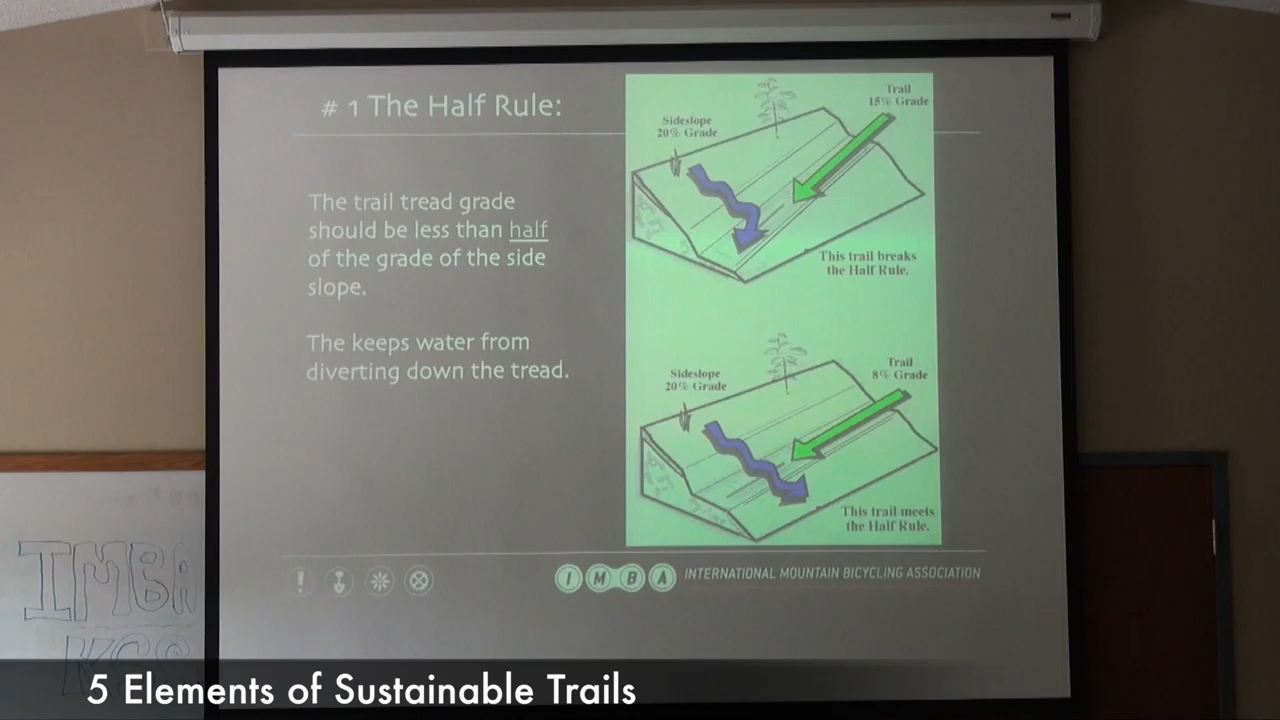 # 1 The Half Rule:
The trail tread grade
should be less than half
of the grade of the side
slope.
The keeps water from
diverting down the tread.
Trail
15% Grade
Sideslope
20% Grade
This trail breaks
the Half Rule.
Trail
8% Grade
Sideslope
20% Grade
This trail meets
the Half Rule.
IMBA INTERNATIONAL MOUNTAIN BICYCLING ASSOCIATION
IMBA
5 Elements of Sustainable Trails